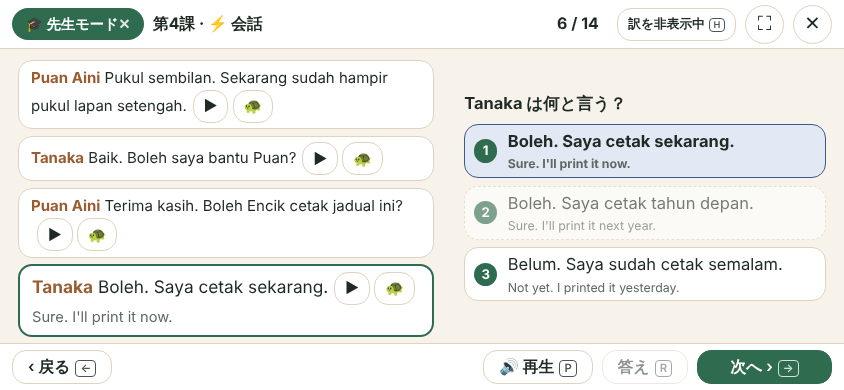 🎓 先生モード✕
第4課 · ⚡ 会話
6 / 14
訳を非表示中 H
✕
Puan Aini Pukul sembilan. Sekarang sudah hampir
pukul lapan setengah. ▶ 🐢
Tanaka Baik. Boleh saya bantu Puan? ▶ 🐢
Puan Aini Terima kasih. Boleh Encik cetak jadual ini?
▶ 🐢
Tanaka Boleh. Saya cetak sekarang. ▶ 🐢
Sure. I'll print it now.
Tanaka は何と言う？
1 Boleh. Saya cetak sekarang.
Sure. I'll print it now.
2 Boleh. Saya cetak tahun depan.
Sure. I'll print it next year.
3 Belum. Saya sudah cetak semalam.
Not yet. I printed it yesterday.
‹ 戻る ←
🔊 再生 P
答え R
次へ › →